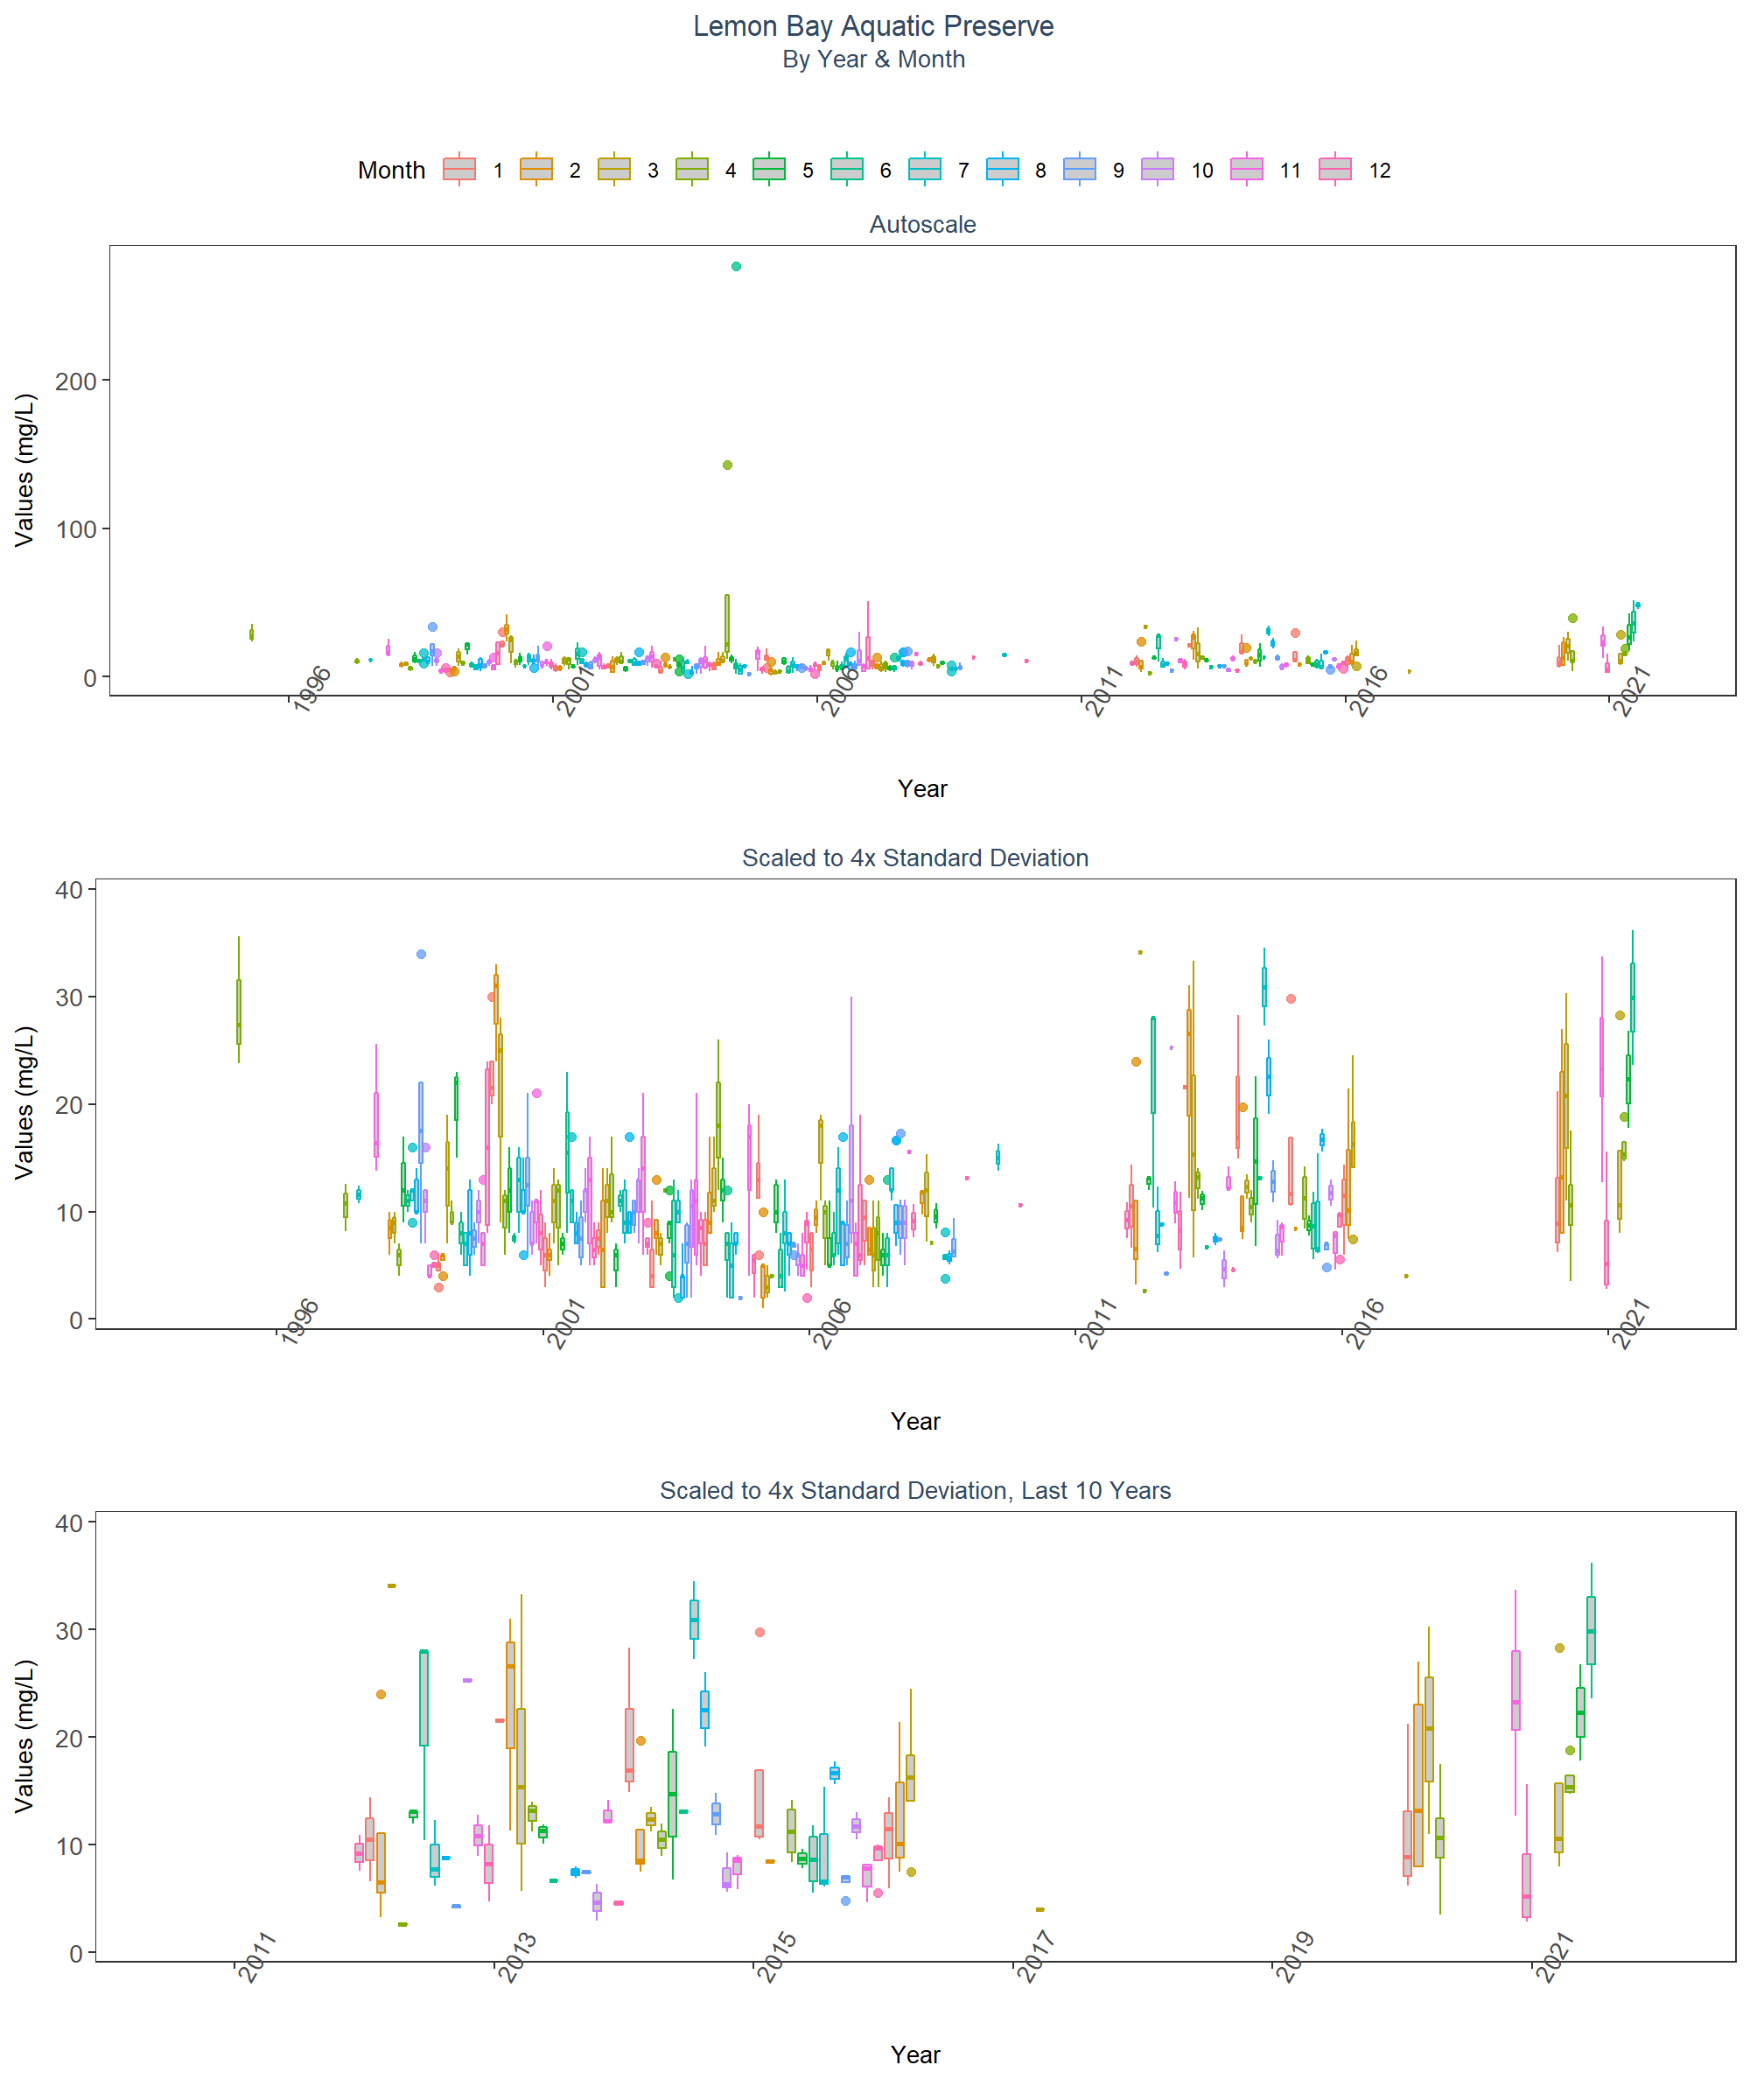 Lemon Bay Aquatic Preserve
By Year & Month
Month 1 2 3 4 5 6 7 8 9 10 11 12
Autoscale
Values (mg/L)
200
100
0
1996 2001 2006 2011 2016 2021
Year
Scaled to 4x Standard Deviation
Values (mg/L)
40
30
20
10
0
1996 2001 2006 2011 2016 2021
Year
Scaled to 4x Standard Deviation, Last 10 Years
Values (mg/L)
40
30
20
10
0
2011 2013 2015 2017 2019 2021
Year